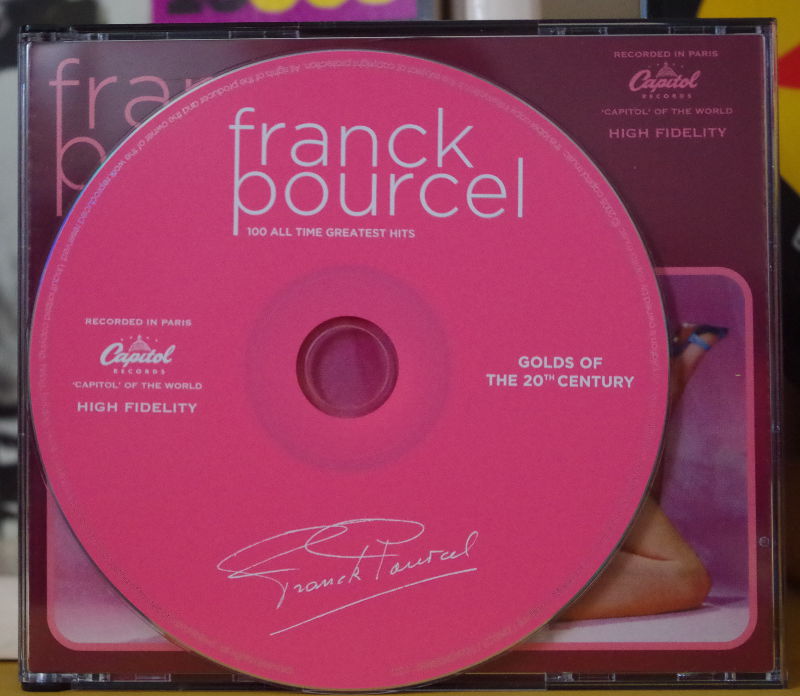 fran
p
RECORDED IN PARIS
Capitol
RECORDS
'CAPITOL' OF THE WORLD
HIGH FIDELITY
franck
pourcel
100 ALL TIME GREATEST HITS
RECORDED IN PARIS
Capitol
RECORDS
'CAPITOL' OF THE WORLD
HIGH FIDELITY
GOLDS OF
THE 20TH CENTURY
Franck Pourcel